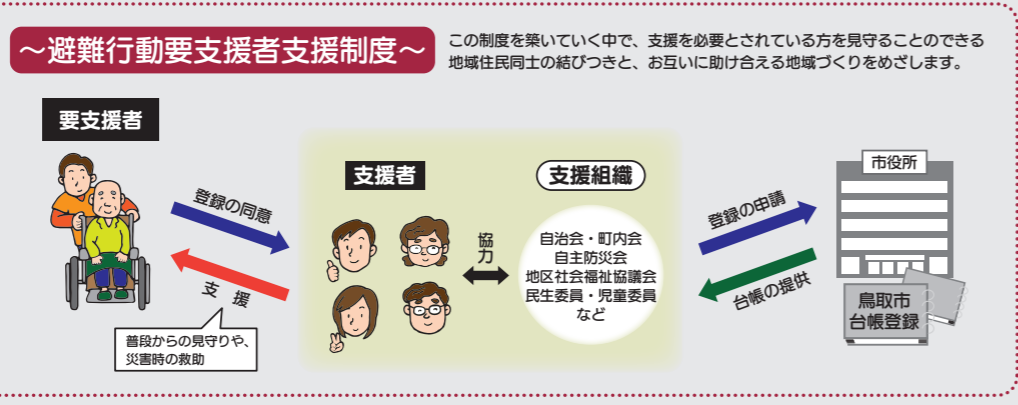 ～避難行動要支援者支援制度～
この制度を築いていく中で、支援を必要とされている方を見守ることのできる
地域住民同士の結びつきと、お互いに助け合える地域づくりをめざします。
要支援者
登録の同意
支援
普段からの見守りや、
災害時の救助
支援者
協力
支援組織
自治会・町内会
自主防災会
地区社会福祉協議会
民生委員・児童委員
など
登録の申請
台帳の提供
市役所
鳥取市
台帳登録